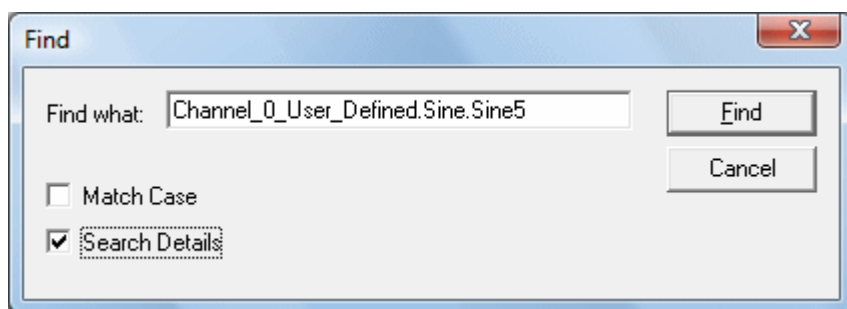 Find
Find what: Channel_0_User_Defined.Sine.Sine5
Find
Cancel
Match Case
Search Details